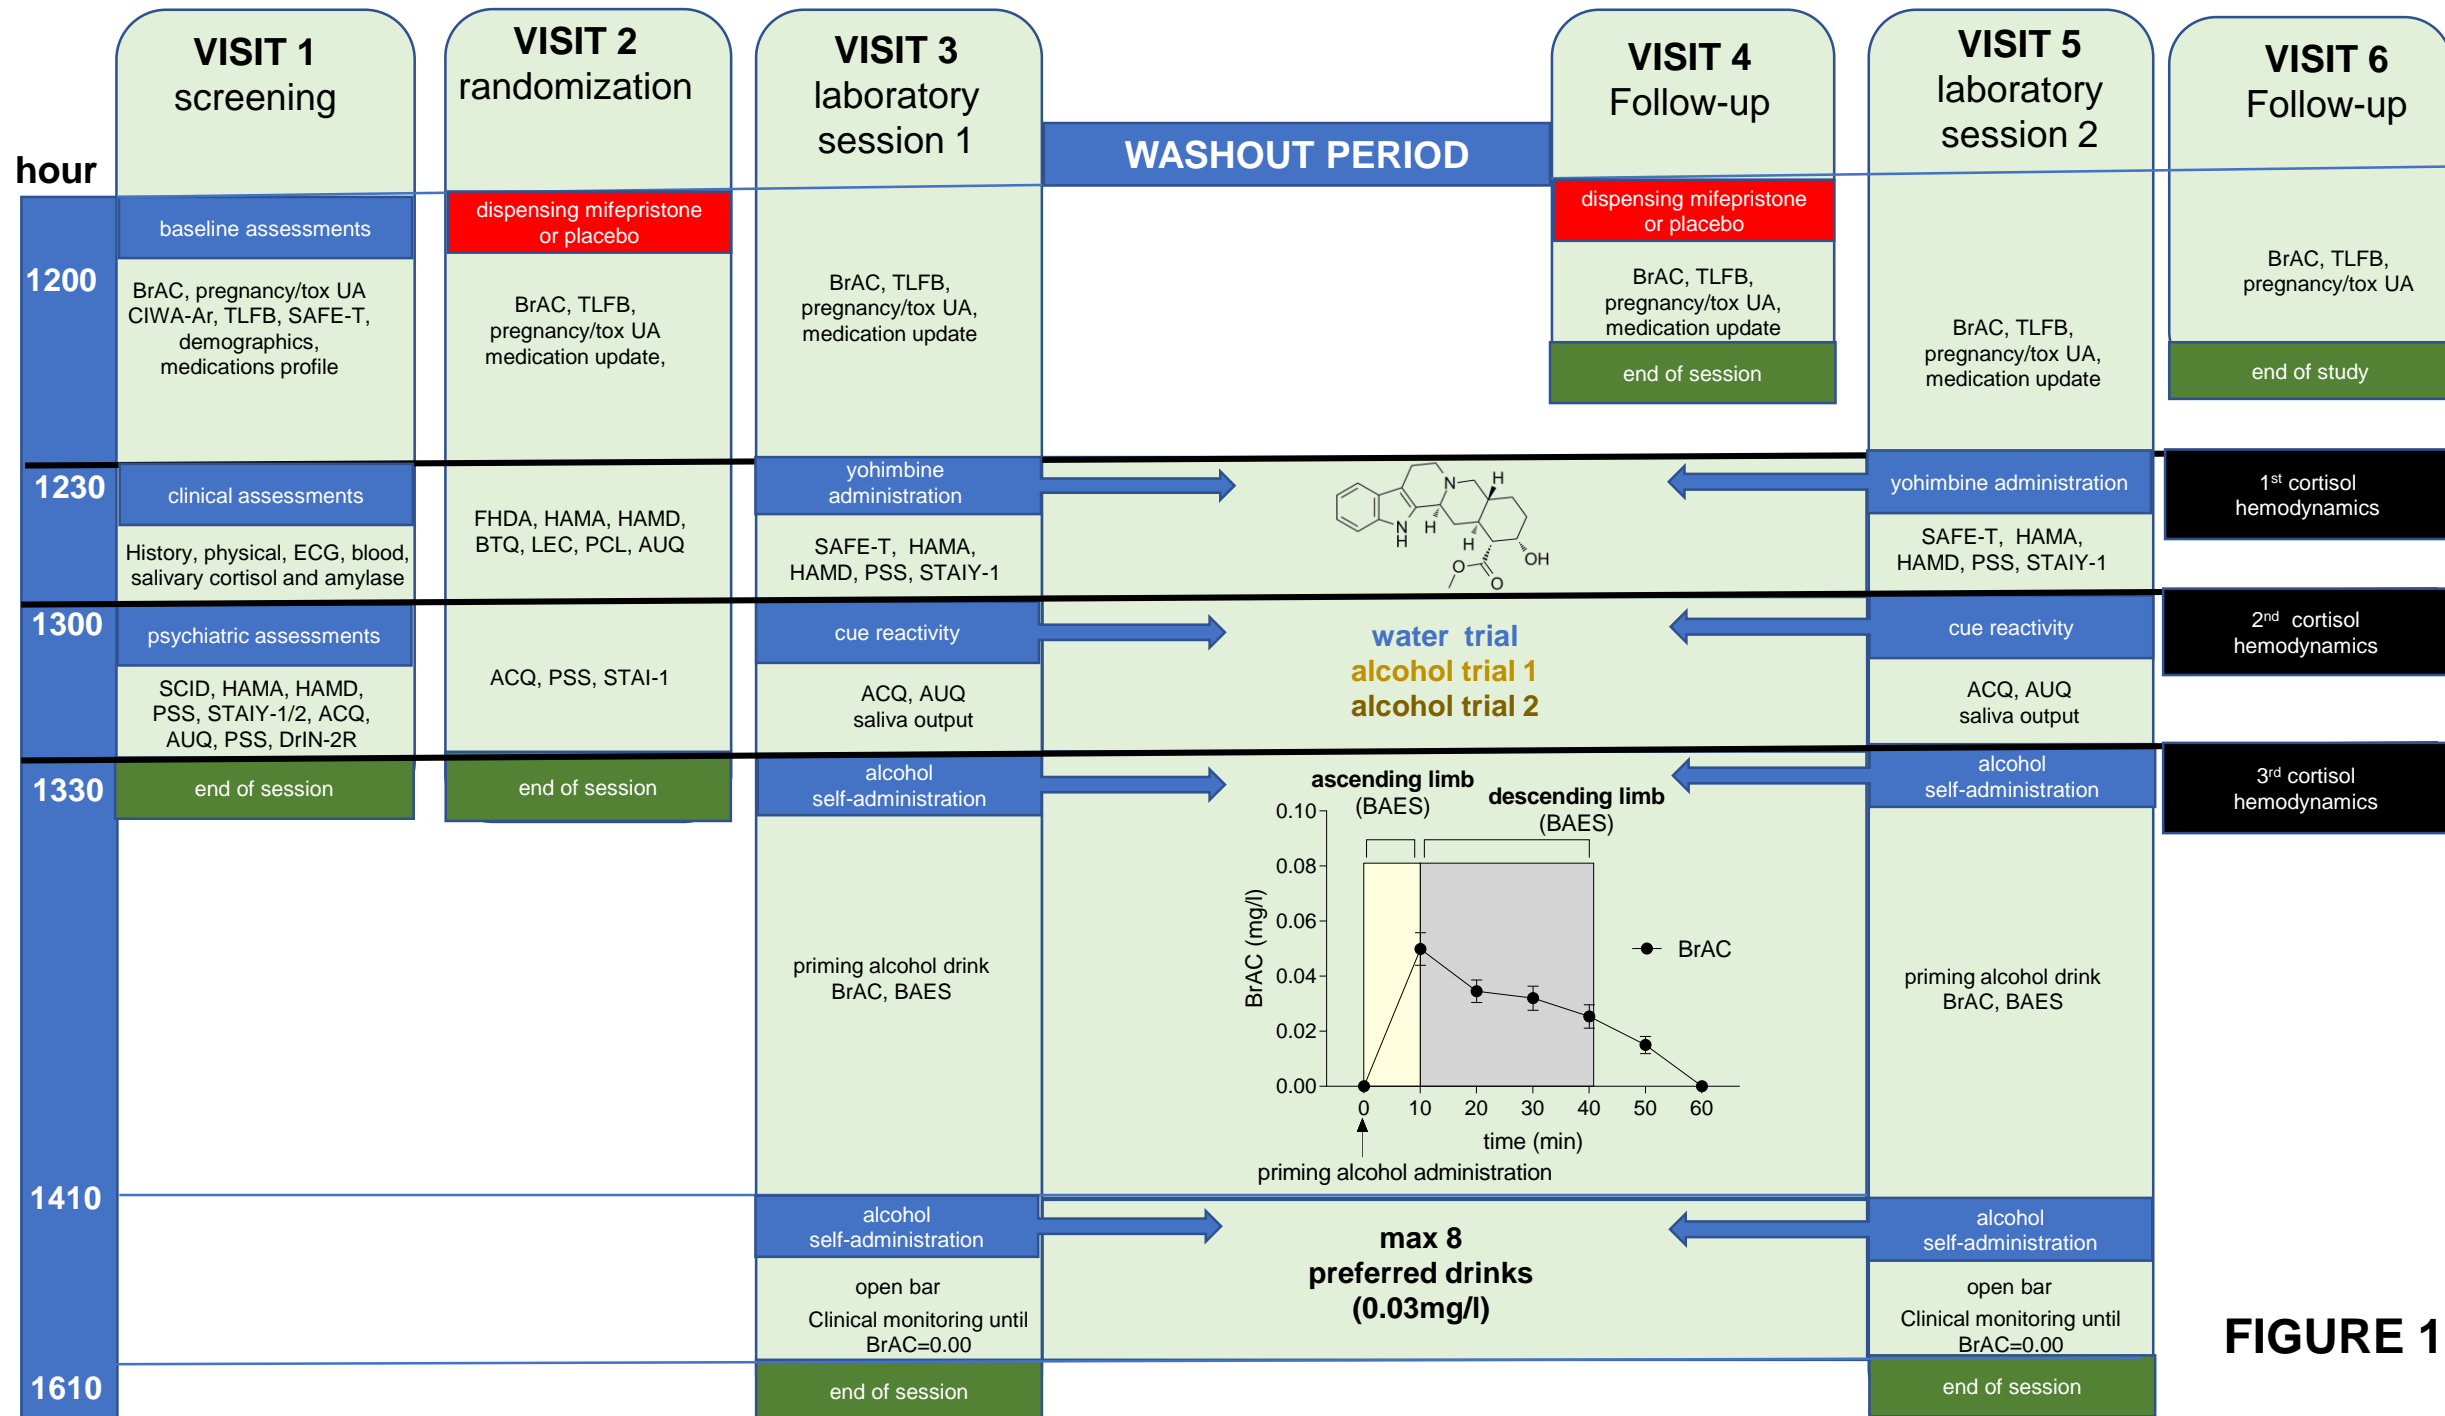 VISIT 1
screening
VISIT 2
randomization
VISIT 3
laboratory
session 1
WASHOUT PERIOD
VISIT 4
Follow-up
VISIT 5
laboratory
session 2
VISIT 6
Follow-up
hour
1200
baseline assessments
BrAC, pregnancy/tox UA
CIWA-Ar, TLFB, SAFE-T,
demographics,
medications profile
dispensing mifepristone
or placebo
BrAC, TLFB,
pregnancy/tox UA
medication update,
BrAC, TLFB,
pregnancy/tox UA,
medication update
dispensing mifepristone
or placebo
BrAC, TLFB,
pregnancy/tox UA,
medication update
end of session
BrAC, TLFB,
pregnancy/tox UA,
medication update
BrAC, TLFB,
pregnancy/tox UA
end of study
1230
clinical assessments
History, physical, ECG, blood,
salivary cortisol and amylase
FHDA, HAMA, HAMD,
BTQ, LEC, PCL, AUQ
yohimbine
administration
SAFE-T, HAMA,
HAMD, PSS, STAIY-1
N
H
N
H
H
H
OH
O
O
yohimbine administration
SAFE-T, HAMA,
HAMD, PSS, STAIY-1
1st cortisol
hemodynamics
1300
psychiatric assessments
SCID, HAMA, HAMD,
PSS, STAIY-1/2, ACQ,
AUQ, PSS, DrIN-2R
ACQ, PSS, STAI-1
cue reactivity
ACQ, AUQ
saliva output
water trial
alcohol trial 1
alcohol trial 2
cue reactivity
ACQ, AUQ
saliva output
2nd cortisol
hemodynamics
1330
end of session
end of session
alcohol
self-administration
priming alcohol drink
BrAC, BAES
ascending limb
(BAES)
descending limb
(BAES)
BrAC (mg/l)
0.10
0.08
0.06
0.04
0.02
0.00
BrAC
0 10 20 30 40 50 60
time (min)
priming alcohol administration
alcohol
self-administration
priming alcohol drink
BrAC, BAES
3rd cortisol
hemodynamics
1410
alcohol
self-administration
open bar
Clinical monitoring until
BrAC=0.00
max 8
preferred drinks
(0.03mg/l)
alcohol
self-administration
open bar
Clinical monitoring until
BrAC=0.00
1610
end of session
end of session
FIGURE 1